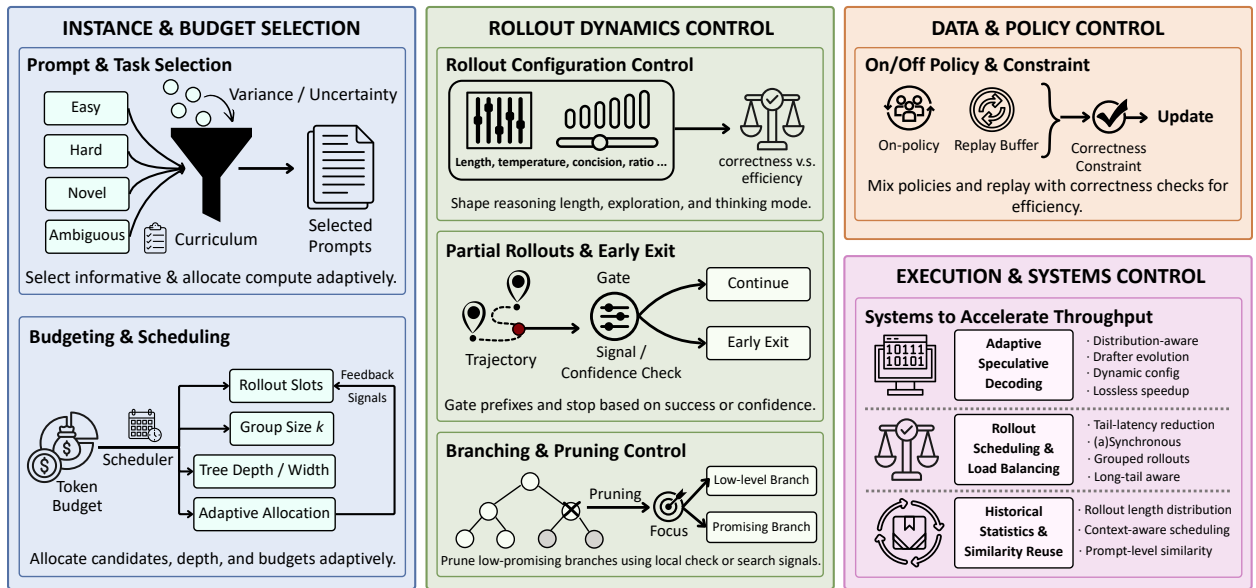 INSTANCE & BUDGET SELECTION
Prompt & Task Selection
Variance / Uncertainty
Easy
Hard
Novel
Ambiguous
Curriculum
Selected
Prompts
Select informative & allocate compute adaptively.
Budgeting & Scheduling
Token
Budget
Scheduler
Rollout Slots
Group Size k
Tree Depth / Width
Adaptive Allocation
Feedback
Signals
Allocate candidates, depth, and budgets adaptively.
ROLLOUT DYNAMICS CONTROL
Rollout Configuration Control
Length, temperature, concision, ratio ...
correctness v.s.
efficiency
Shape reasoning length, exploration, and thinking mode.
Partial Rollouts & Early Exit
Trajectory
Gate
Signal /
Confidence Check
Continue
Early Exit
Gate prefixes and stop based on success or confidence.
Branching & Pruning Control
Pruning
Focus
Low-level Branch
Promising Branch
Prune low-promising branches using local check or search signals.
DATA & POLICY CONTROL
On/Off Policy & Constraint
On-policy
Replay Buffer
Correctness
Constraint
Update
Mix policies and replay with correctness checks for
efficiency.
EXECUTION & SYSTEMS CONTROL
Systems to Accelerate Throughput
10111
10101
Adaptive
Speculative
Decoding
· Distribution-aware
· Drafter evolution
· Dynamic config
· Lossless speedup
Rollout
Scheduling &
Load Balancing
· Tail-latency reduction
· (a)Synchronous
· Grouped rollouts
· Long-tail aware
Historical
Statistics &
Similarity Reuse
· Rollout length distribution
· Context-aware scheduling
· Prompt-level similarity